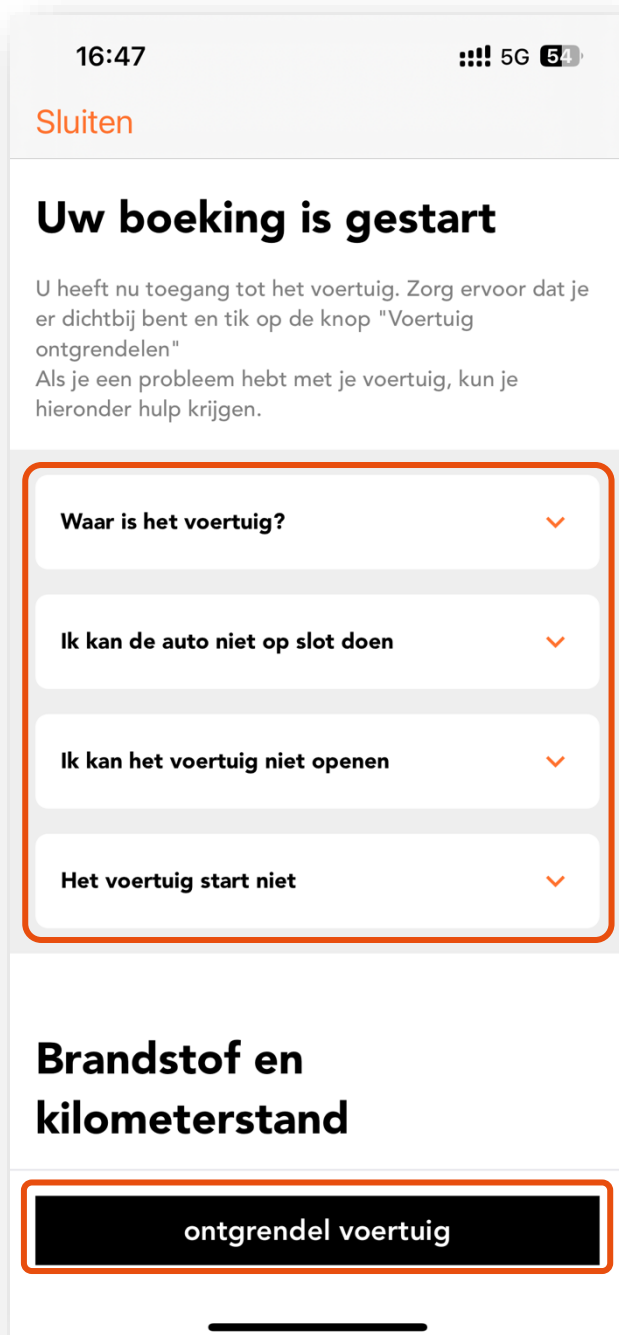 16:47
5G 54
Sluiten
Uw boeking is gestart
U heeft nu toegang tot het voertuig. Zorg ervoor dat je
er dichtbij bent en tik op de knop "Voertuig
ontgrendelen"
Als je een probleem hebt met je voertuig, kun je
hieronder hulp krijgen.
Waar is het voertuig?
Ik kan de auto niet op slot doen
Ik kan het voertuig niet openen
Het voertuig start niet
Brandstof en
kilometerstand
ontgrendel voertuig